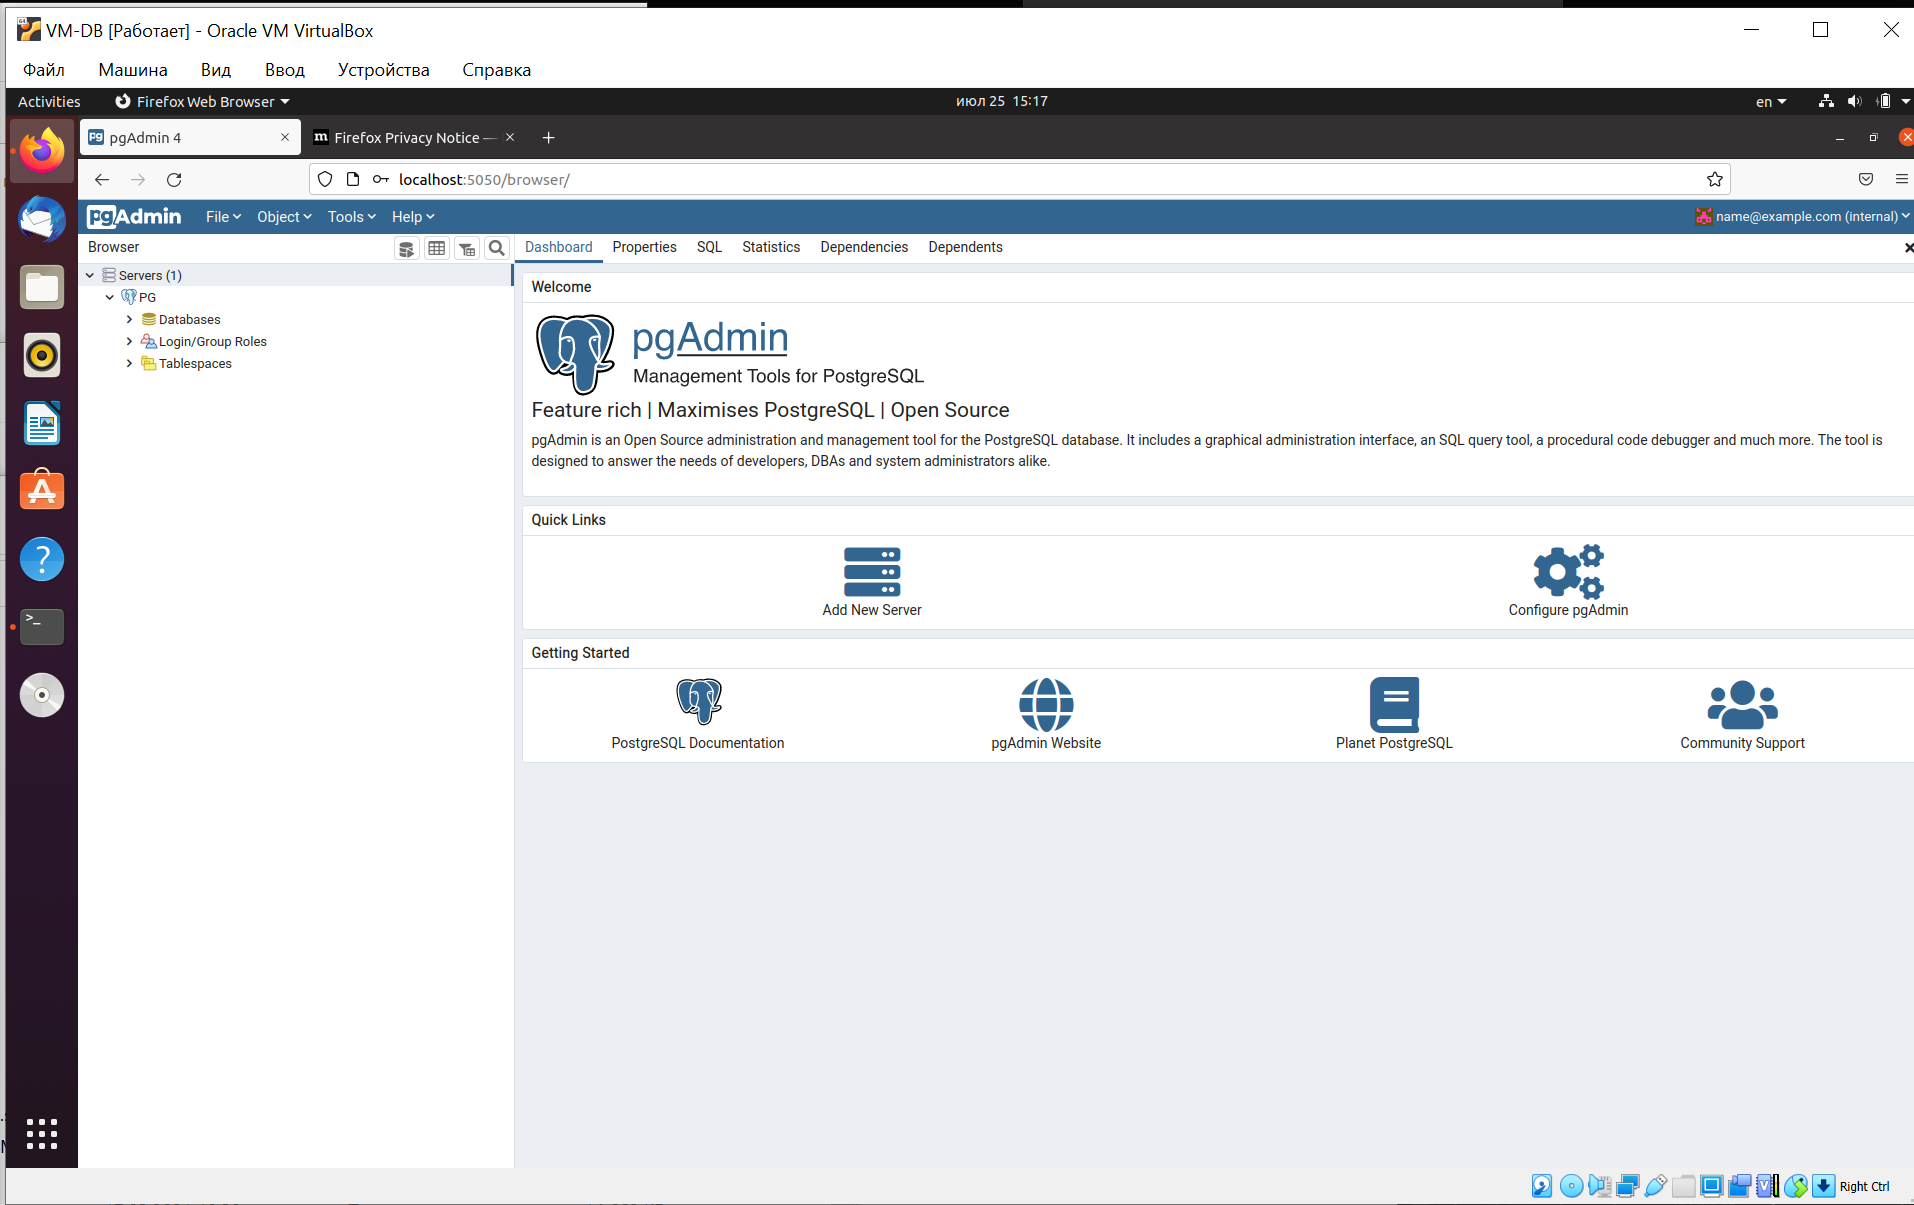 VM-DB [Работает] - Oracle VM VirtualBox
Файл Машина Вид Ввод Устройства Справка
Activities Firefox Web Browser июл 25 15:17 en
pgAdmin 4 Firefox Privacy Notice —
localhost:5050/browser/
pgAdmin File Object Tools Help name@example.com (internal)
Browser Dashboard Properties SQL Statistics Dependencies Dependents
Servers (1)
PG
Databases
Login/Group Roles
Tablespaces
Welcome
pgAdmin
Management Tools for PostgreSQL
Feature rich | Maximises PostgreSQL | Open Source
pgAdmin is an Open Source administration and management tool for the PostgreSQL database. It includes a graphical administration interface, an SQL query tool, a procedural code debugger and much more. The tool is
designed to answer the needs of developers, DBAs and system administrators alike.
Quick Links
Add New Server Configure pgAdmin
Getting Started
PostgreSQL Documentation pgAdmin Website Planet PostgreSQL Community Support
Right Ctrl